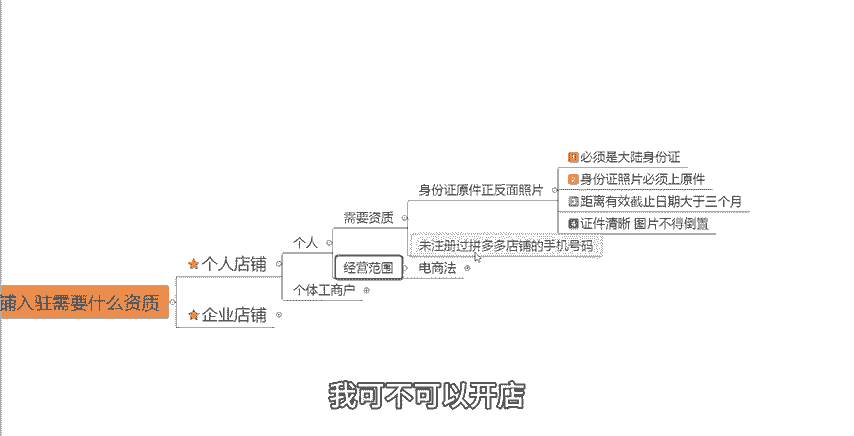 必须是大陆身份证
身份证照片必须上原件
身份证原件正反面照片
距离有效截止日期大于三个月
证件清晰 图片不得倒置
需要资质
未注册过拼多多店铺的手机号码
个人
经营范围
电商法
★个人店铺
个体工商户
铺入驻需要什么资质
★企业店铺
我可不可以开店